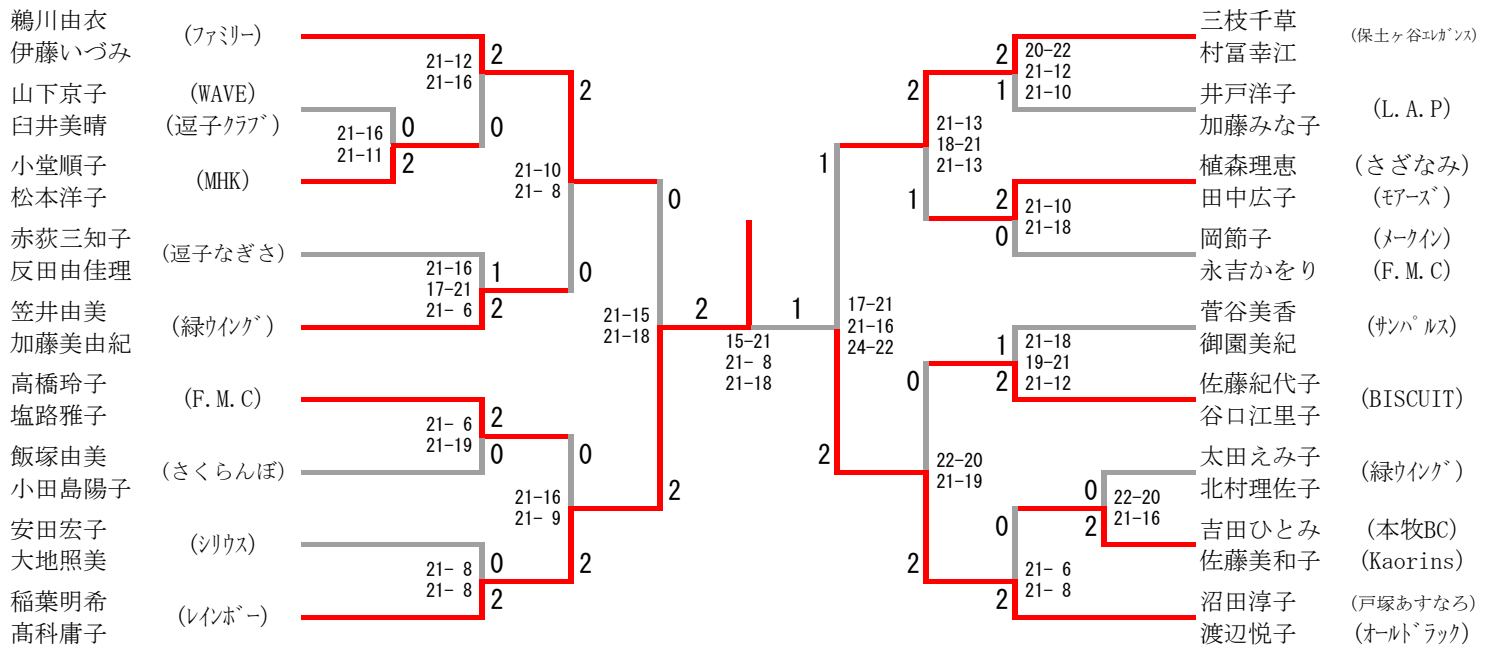 鵜川由衣
伊藤いづみ
(ファミリー)
山下京子 (WAVE)
臼井美晴 (逗子クラブ)
小堂順子
松本洋子
(MHK)
赤荻三知子
反田由佳理
(逗子なぎさ)
笠井由美
加藤美由紀
(緑ウイング)
高橋玲子
塩路雅子
(F.M.C)
飯塚由美
小田島陽子
(さくらんぼ)
安田宏子
大地照美
(シリウス)
稲葉明希
髙科庸子
(レインボー)
21-16
21-11
0
2
21-12
21-16
2
0
21-16
17-21
21- 6
1
2
21- 6
21-19
2
0
21- 8
21- 8
0
2
21-10
21- 8
2
0
21-16
21- 9
0
2
21-15
21-18
0
2
2
15-21
21- 8
21-18
1
17-21
21-16
24-22
1
2
21-13
18-21
21-13
2
1
22-20
21-19
0
2
20-22
21-12
21-10
2
1
21-10
21-18
2
0
21-18
19-21
21-12
1
2
21- 6
21- 8
0
2
22-20
21-16
0
2
三枝千草
村冨幸江
(保土ヶ谷エレガンス)
井戸洋子
加藤みな子
(L.A.P)
植森理恵 (さざなみ)
田中広子 (モアーズ)
岡節子 (メークイン)
永吉かをり (F.M.C)
菅谷美香
御園美紀
(サンパルス)
佐藤紀代子
谷口江里子
(BISCUIT)
太田えみ子
北村理佐子
(緑ウイング)
吉田ひとみ (本牧BC)
佐藤美和子 (Kaorins)
沼田淳子 (戸塚あすなろ)
渡辺悦子 (オールドラック)